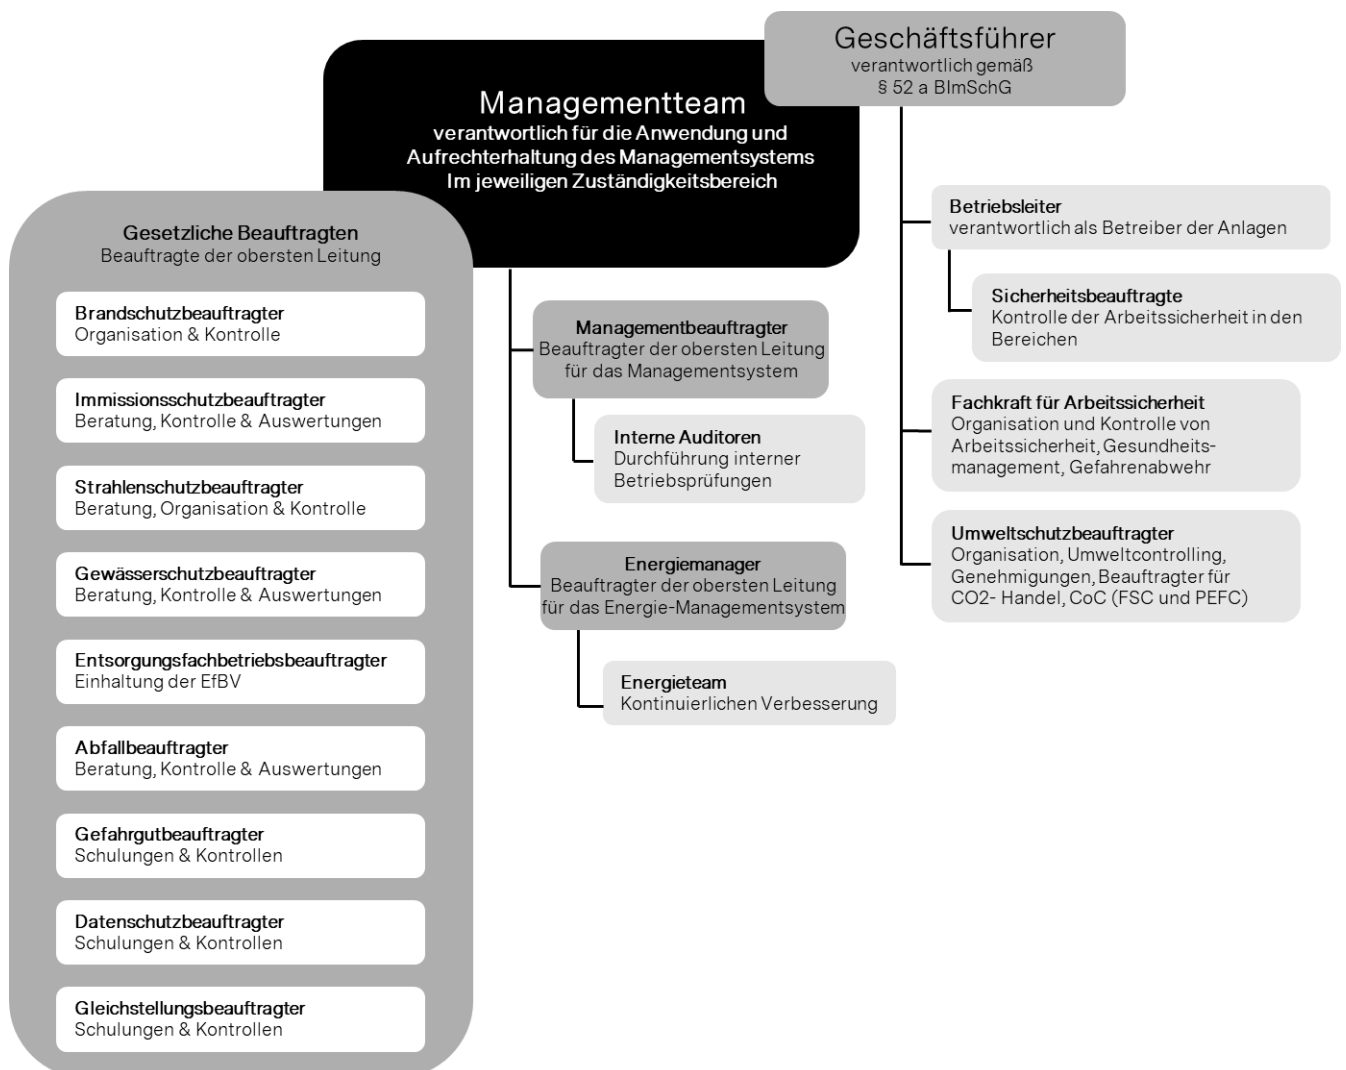 Geschäftsführer
verantwortlich gemäß
§ 52 a BImSchG
Managementteam
verantwortlich für die Anwendung und
Aufrechterhaltung des Managementsystems
Im jeweiligen Zuständigkeitsbereich
Gesetzliche Beauftragten
Beauftragte der obersten Leitung
Brandschutzbeauftragter
Organisation & Kontrolle
Immissionsschutzbeauftragter
Beratung, Kontrolle & Auswertungen
Strahlenschutzbeauftragter
Beratung, Organisation & Kontrolle
Gewässerschutzbeauftragter
Beratung, Kontrolle & Auswertungen
Entsorgungsfachbetriebsbeauftragter
Einhaltung der EfBV
Abfallbeauftragter
Beratung, Kontrolle & Auswertungen
Gefahrgutbeauftragter
Schulungen & Kontrollen
Datenschutzbeauftragter
Schulungen & Kontrollen
Gleichstellungsbeauftragter
Schulungen & Kontrollen
Managementbeauftragter
Beauftragter der obersten Leitung
für das Managementsystem
Interne Auditoren
Durchführung interner
Betriebsprüfungen
Energiemanager
Beauftragter der obersten Leitung
für das Energie-Managementsystem
Energieteam
Kontinuierlichen Verbesserung
Betriebsleiter
verantwortlich als Betreiber der Anlagen
Sicherheitsbeauftragte
Kontrolle der Arbeitssicherheit in den
Bereichen
Fachkraft für Arbeitssicherheit
Organisation und Kontrolle von
Arbeitssicherheit, Gesundheits-
management, Gefahrenabwehr
Umweltschutzbeauftragter
Organisation, Umweltcontrolling,
Genehmigungen, Beauftragter für
CO2- Handel, CoC (FSC und PEFC)